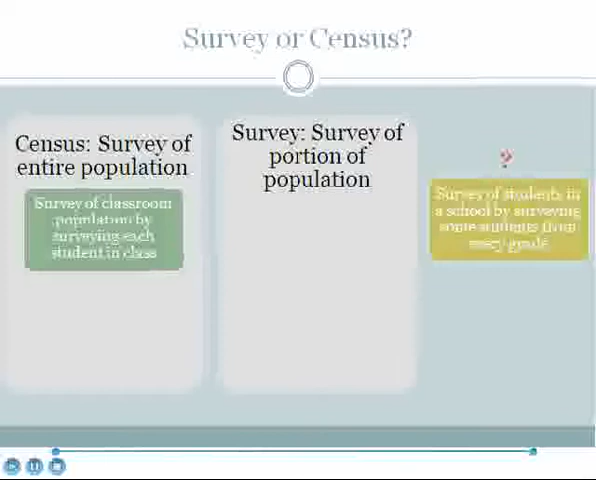 Survey or Census?
Census: Survey of
entire population
Survey of classroom
population by
surveying each
student in class
Survey: Survey of
portion of
population
?
Survey of students in
a school by surveying
some students from
every grade